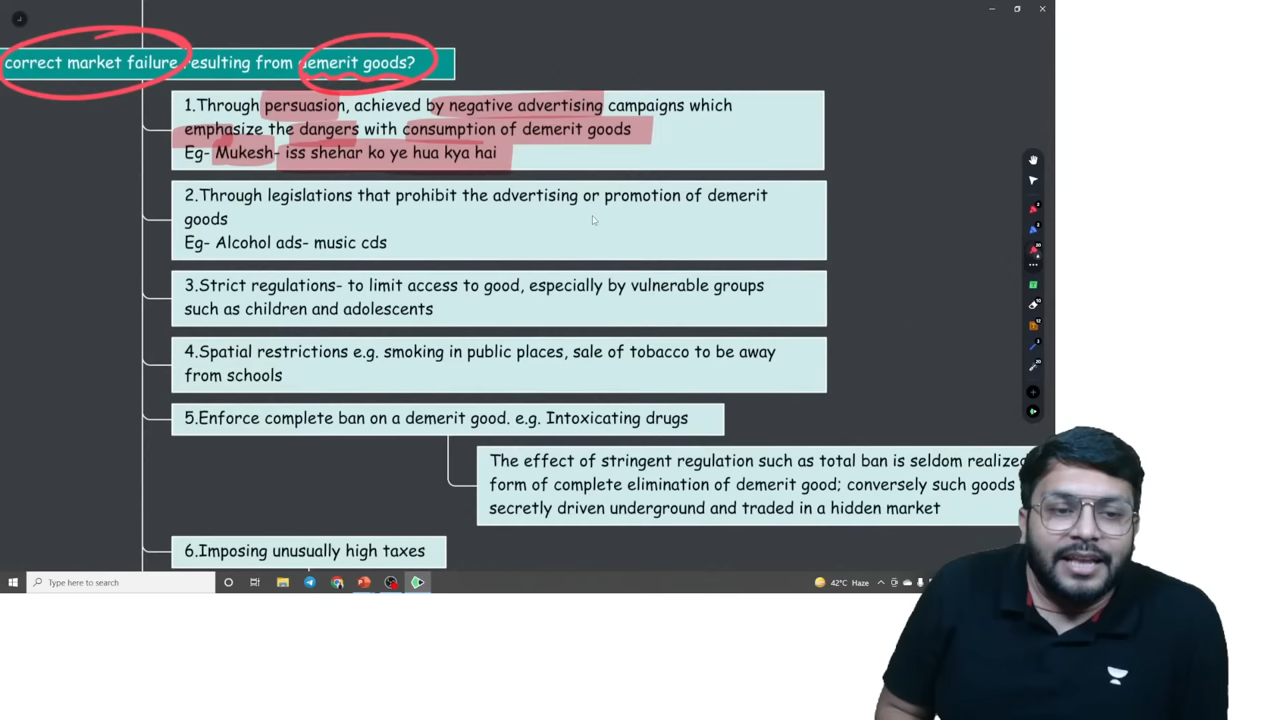 correct market failure resulting from demerit goods?
1.Through persuasion, achieved by negative advertising campaigns which
emphasize the dangers with consumption of demerit goods
Eg- Mukesh- iss shehar ko ye hua kya hai
2.Through legislations that prohibit the advertising or promotion of demerit
goods
Eg- Alcohol ads- music cds
3.Strict regulations- to limit access to good, especially by vulnerable groups
such as children and adolescents
4.Spatial restrictions e.g. smoking in public places, sale of tobacco to be away
from schools
5.Enforce complete ban on a demerit good. e.g. Intoxicating drugs
The effect of stringent regulation such as total ban is seldom realized
form of complete elimination of demerit good; conversely such goods
secretly driven underground and traded in a hidden market
6.Imposing unusually high taxes
Type here to search
42°C Haze